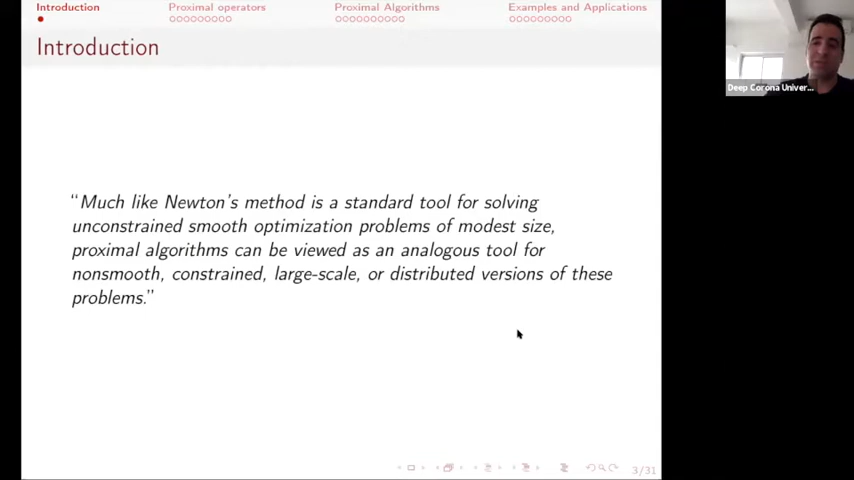 Introduction
Proximal operators
Proximal Algorithms
Examples and Applications
Introduction
Deep Corona Univer...
“Much like Newton’s method is a standard tool for solving
unconstrained smooth optimization problems of modest size,
proximal algorithms can be viewed as an analogous tool for
nonsmooth, constrained, large-scale, or distributed versions of these
problems.”
3/31